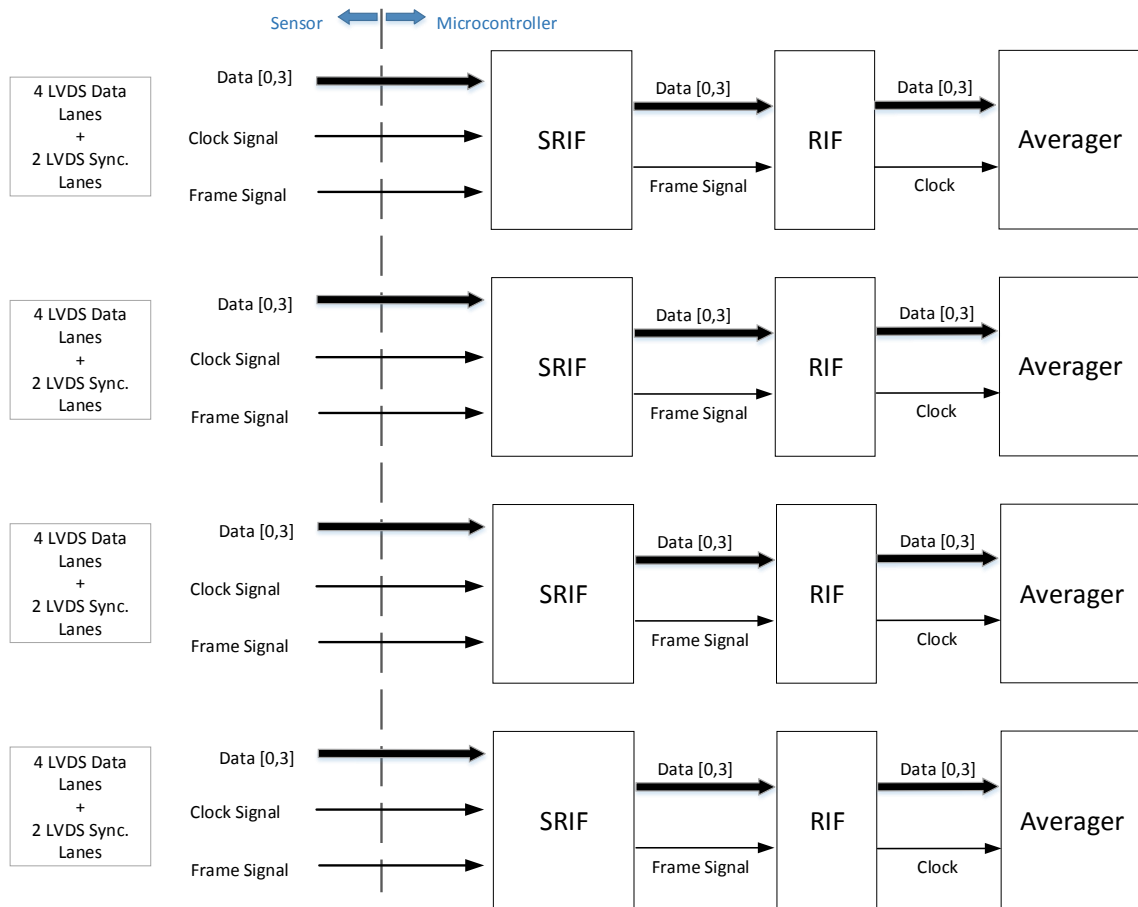 Sensor
Microcontroller
4 LVDS Data
Lanes
+
2 LVDS Sync.
Lanes
Data [0,3]
Clock Signal
Frame Signal
SRIF
Data [0,3]
Frame Signal
RIF
Data [0,3]
Clock
Averager
4 LVDS Data
Lanes
+
2 LVDS Sync.
Lanes
Data [0,3]
Clock Signal
Frame Signal
SRIF
Data [0,3]
Frame Signal
RIF
Data [0,3]
Clock
Averager
4 LVDS Data
Lanes
+
2 LVDS Sync.
Lanes
Data [0,3]
Clock Signal
Frame Signal
SRIF
Data [0,3]
Frame Signal
RIF
Data [0,3]
Clock
Averager
4 LVDS Data
Lanes
+
2 LVDS Sync.
Lanes
Data [0,3]
Clock Signal
Frame Signal
SRIF
Data [0,3]
Frame Signal
RIF
Data [0,3]
Clock
Averager